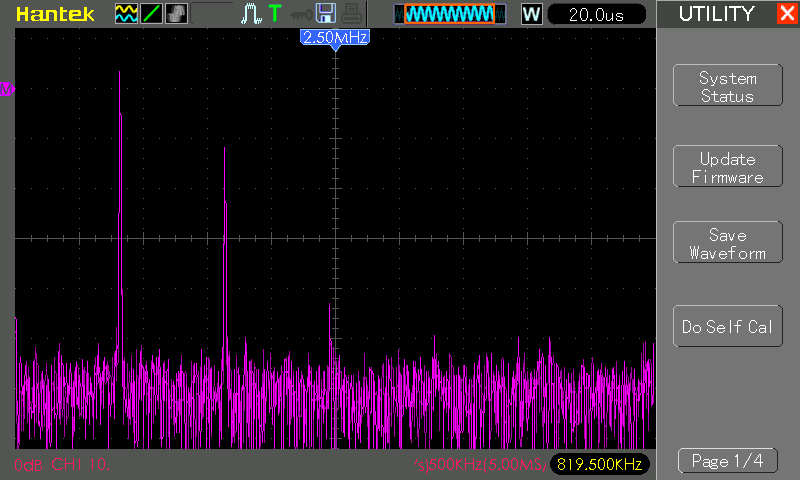 Hantek
T
W
20.0us
UTILITY
2.50MHz
M
System
Status
Update
Firmware
Save
Waveform
Do Self Cal
0dB CH1 10.
/s)500KHz(5.00MS/
819.500KHz
Page 1/4